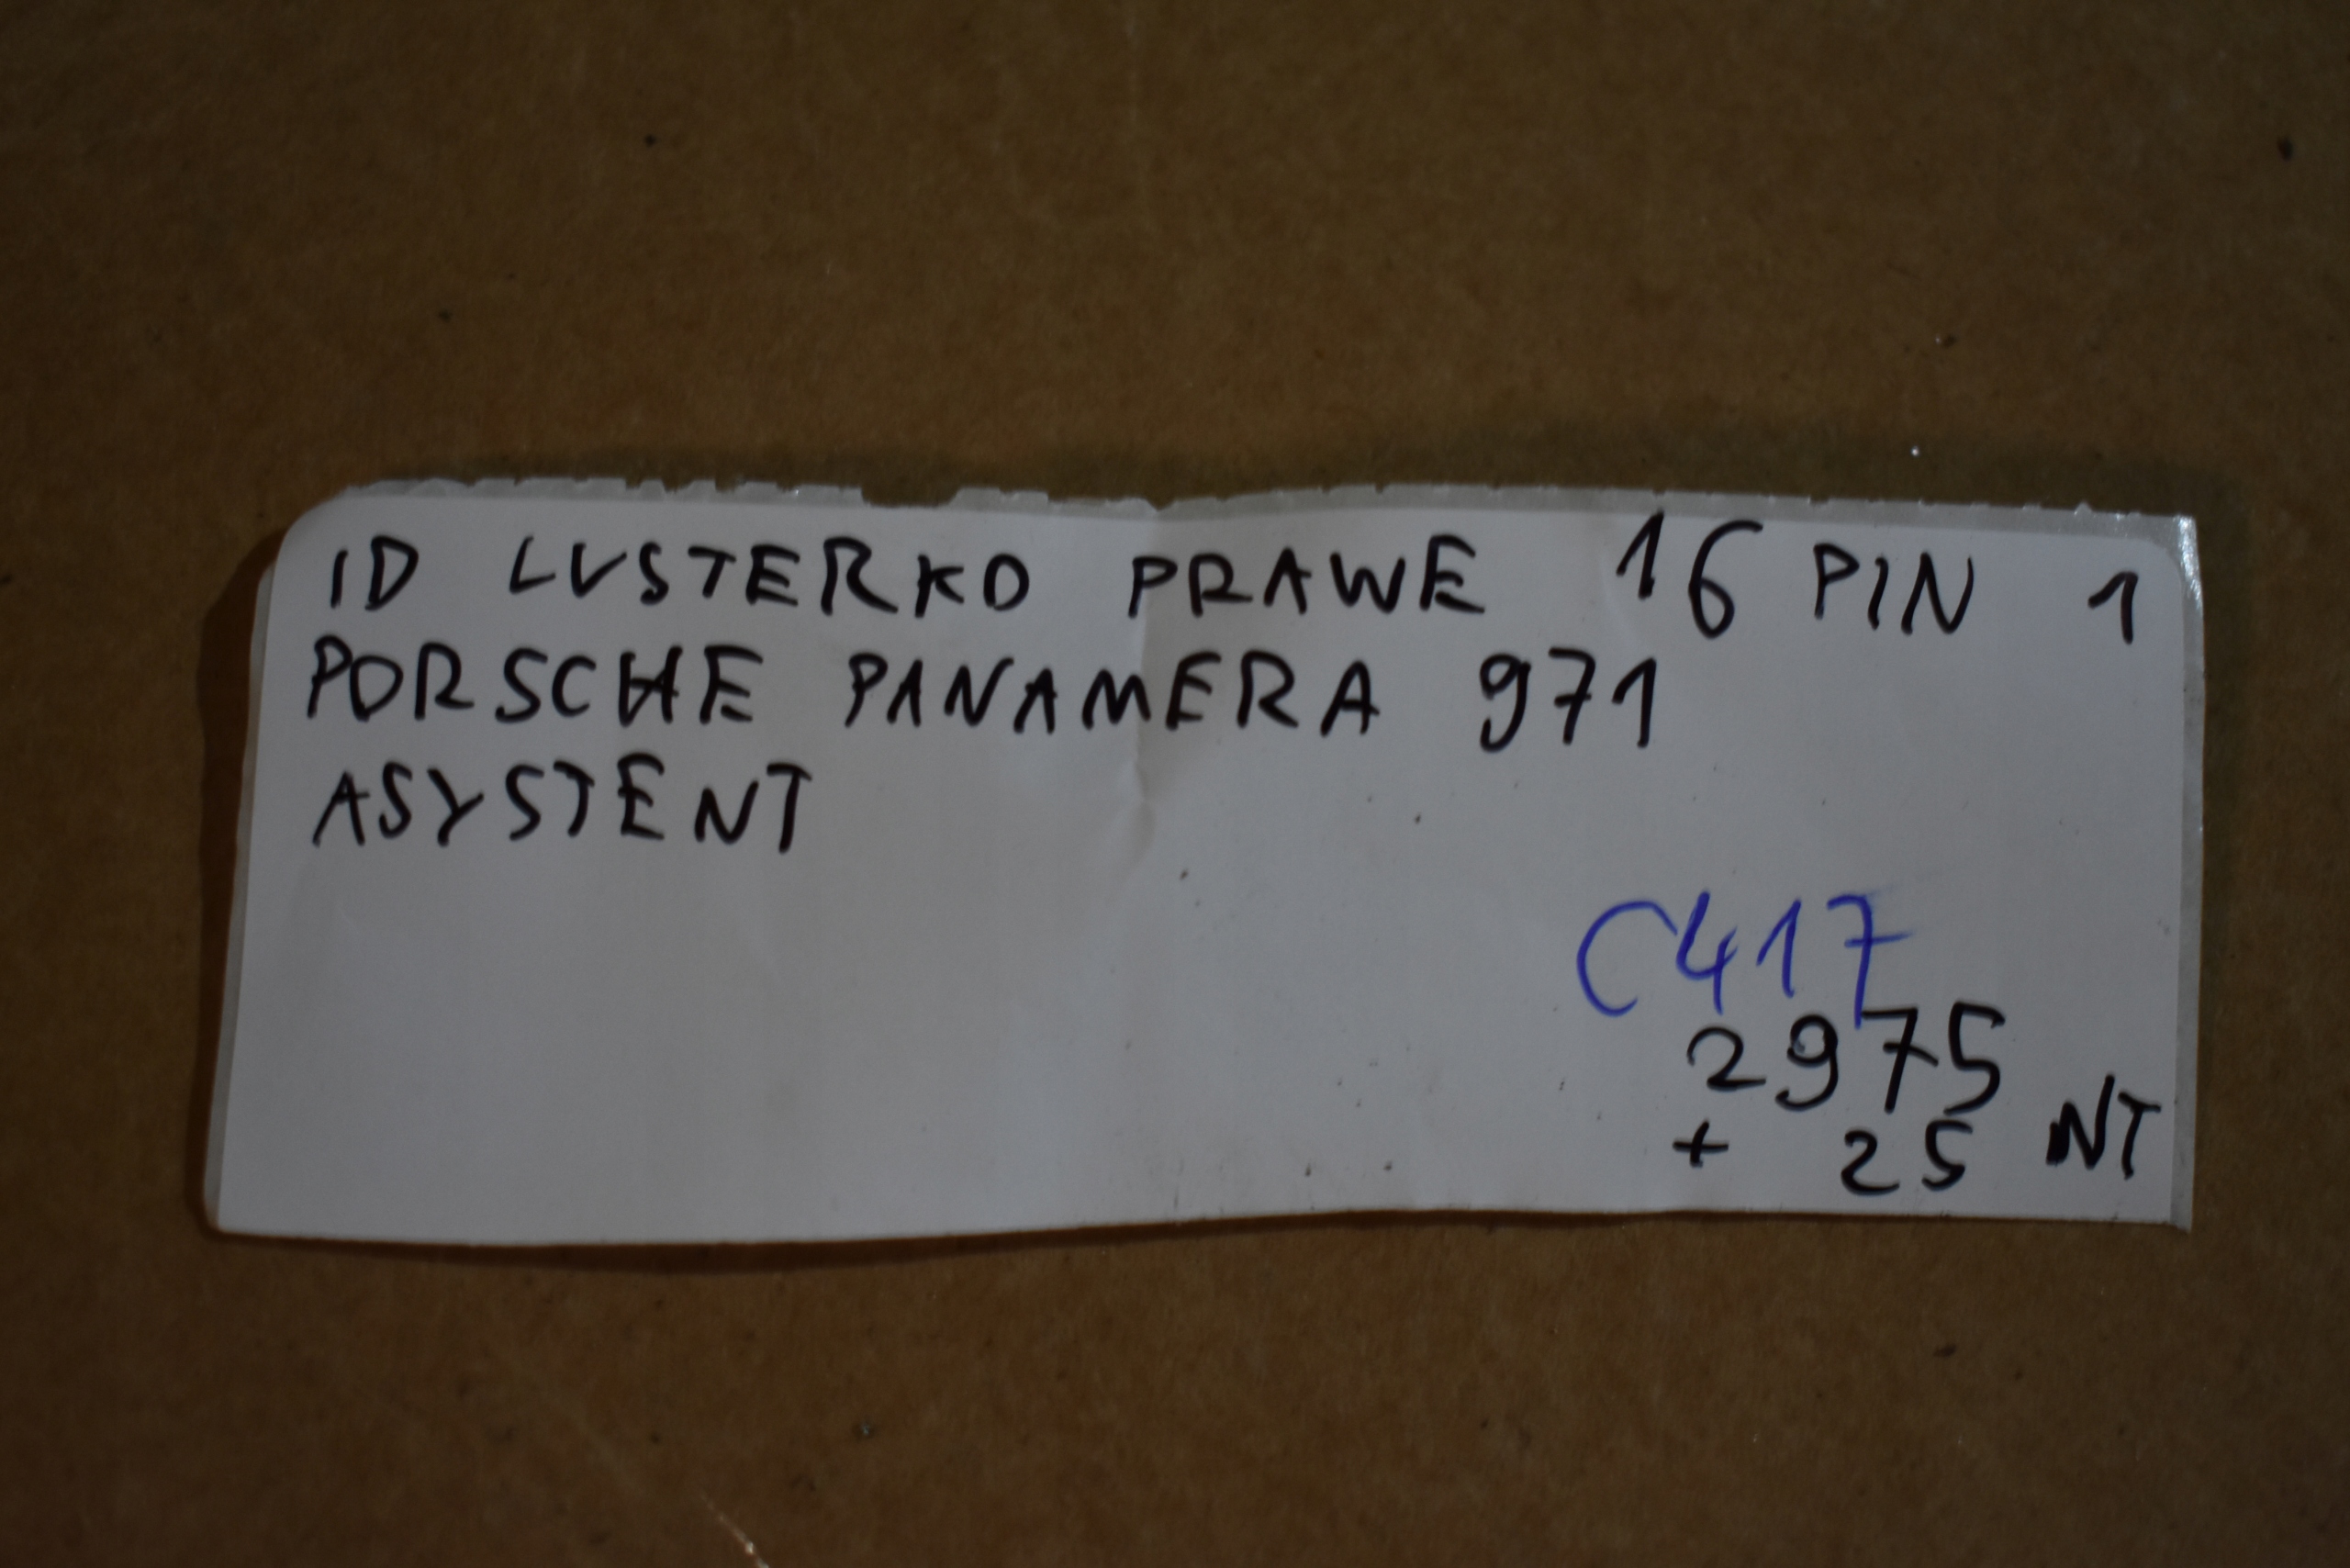 ID LUSTERKO PRAWE 16 PIN 1
PORSCHE PANAMERA 971
ASYSTENT
C417
2975
+ 25 NT